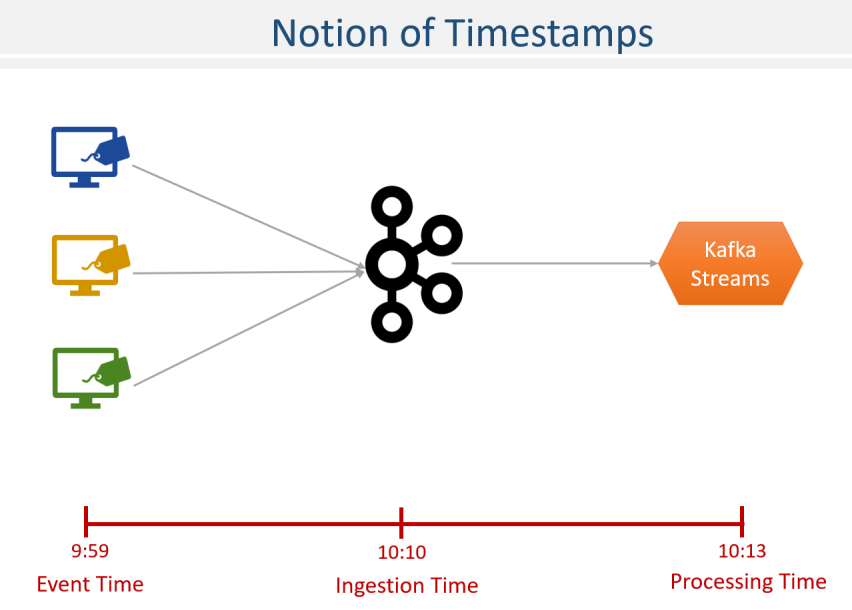 Notion of Timestamps
Kafka
Streams
9:59
10:10
10:13
Event Time
Ingestion Time
Processing Time